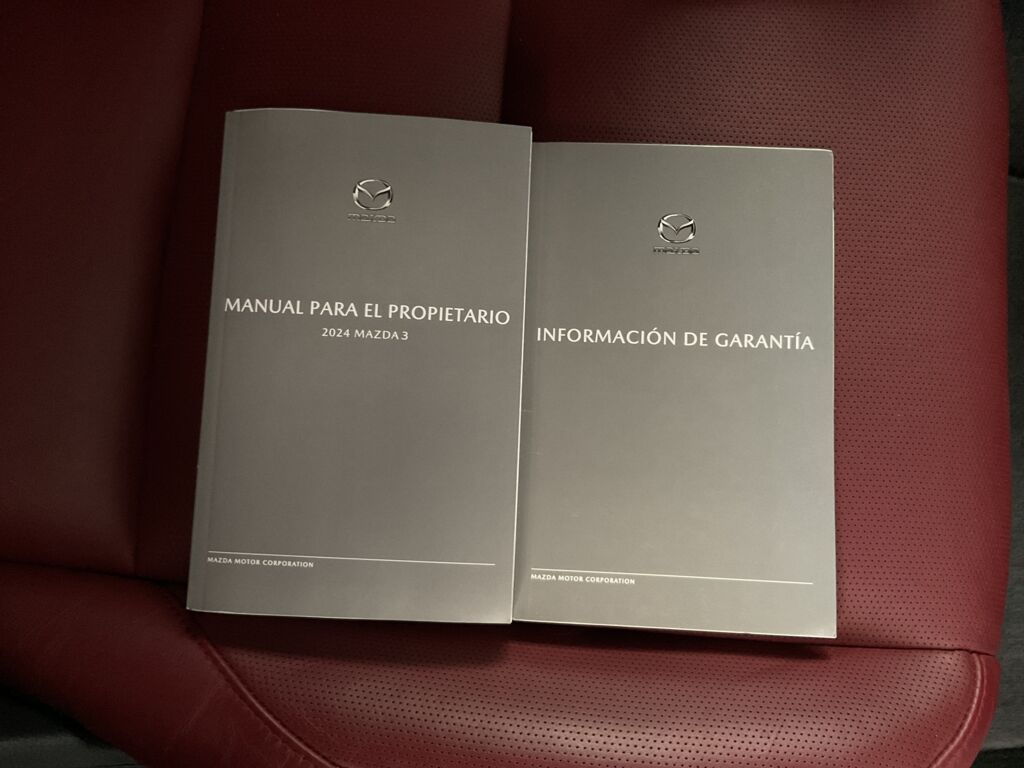 mazda
MANUAL PARA EL PROPIETARIO
2024 MAZDA 3
MAZDA MOTOR CORPORATION
mazda
INFORMACIÓN DE GARANTÍA
MAZDA MOTOR CORPORATION